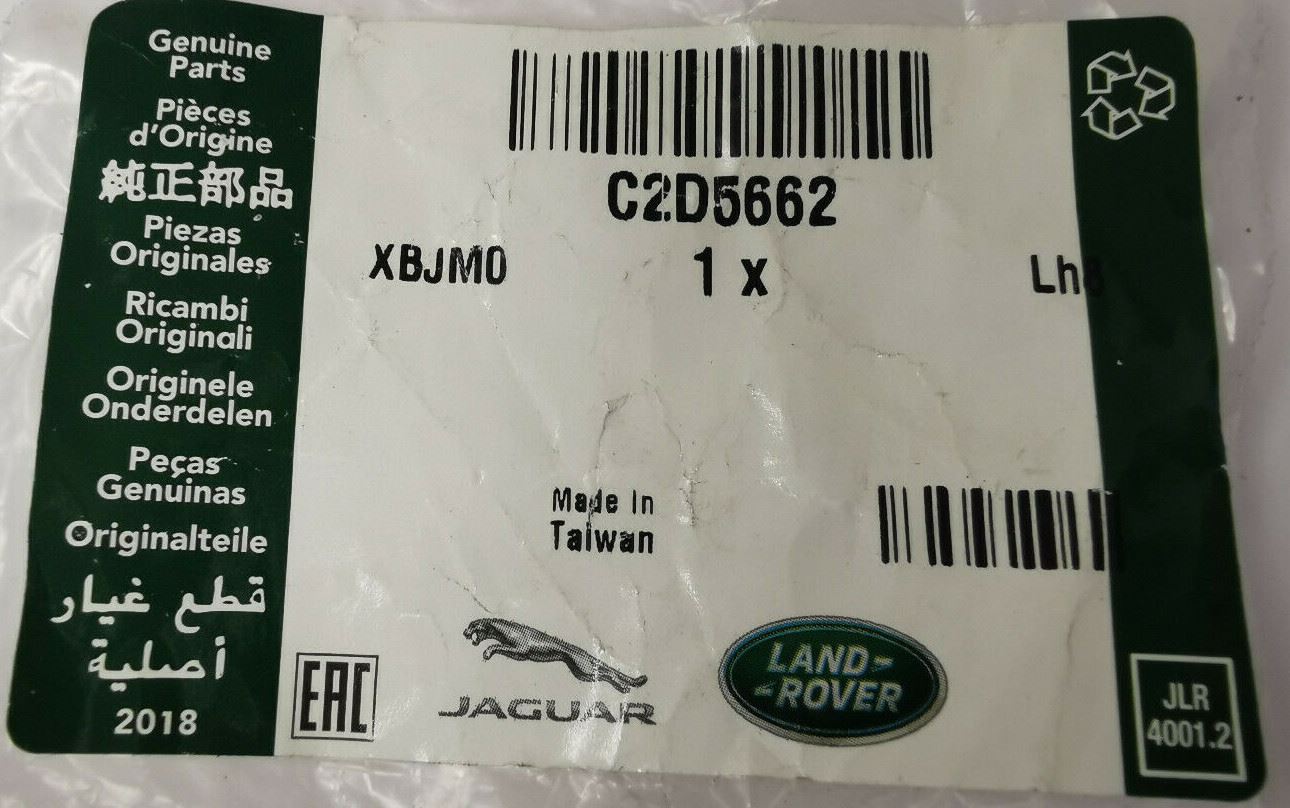 Genuine
Parts
Pièces
d'Origine
純正部品
Piezas
Originales
Ricambi
Originali
Originele
Onderdelen
Peças
Genuinas
Originalteile
قطع غيار
أصلية
2018
C2D5662
XBJM0 1 x
Made In
Taiwan
EAC
JAGUAR
LAND
ROVER
JLR
4001.2